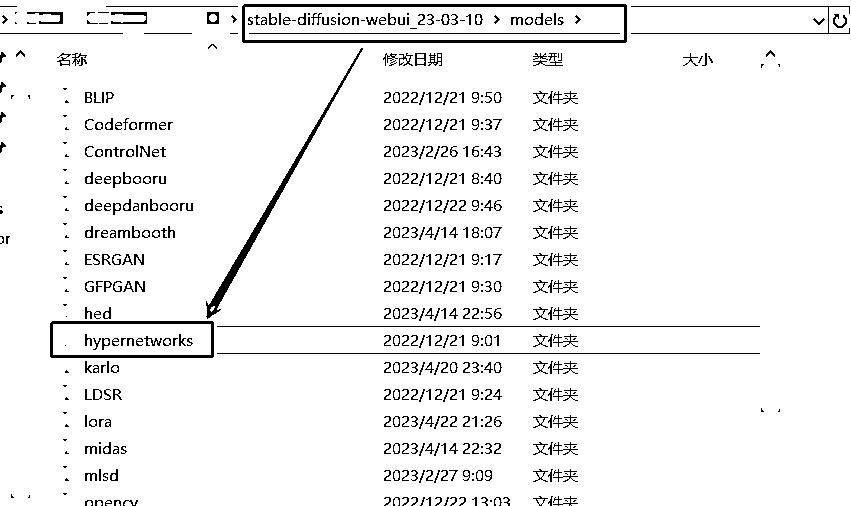 stable-diffusion-webui_23-03-10 > models >
名称 修改日期 类型 大小
BLIP 2022/12/21 9:50 文件夹
Codeformer 2022/12/21 9:37 文件夹
ControlNet 2023/2/26 16:43 文件夹
deepbooru 2022/12/21 8:40 文件夹
deepdanbooru 2022/12/22 9:46 文件夹
dreambooth 2023/4/14 18:07 文件夹
ESRGAN 2022/12/21 9:17 文件夹
GFPGAN 2022/12/21 9:30 文件夹
hed 2023/4/14 22:56 文件夹
hypernetworks 2022/12/21 9:01 文件夹
karlo 2023/4/20 23:40 文件夹
LDSR 2022/12/21 9:24 文件夹
lora 2023/4/22 21:26 文件夹
midas 2023/4/14 22:32 文件夹
mlsd 2023/2/27 9:09 文件夹
opencv 2022/12/22 13:03 文件夹